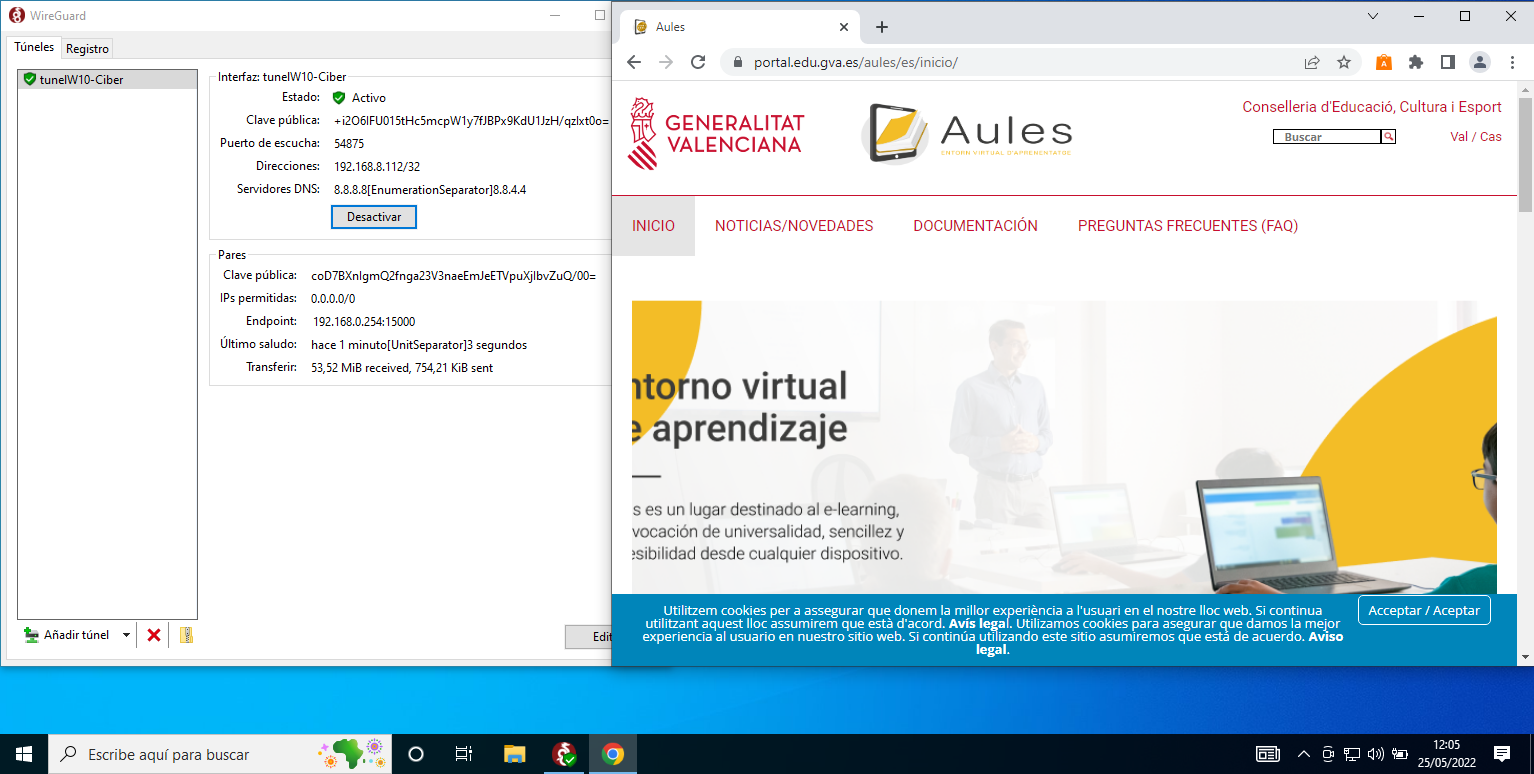 WireGuard
Túneles
Registro
tunelW10-Ciber
Interfaz: tunelW10-Ciber
Estado: Activo
Clave pública: +i2O6lFU015tHc5mcpW1y7fJBPx9KdU1JzH/qzlxt0o=
Puerto de escucha: 54875
Direcciones: 192.168.8.112/32
Servidores DNS: 8.8.8.8[EnumerationSeparator]8.8.4.4
Desactivar
Pares
Clave pública: coD7BXnlgmQ2fnga23V3naeEmJeETVpuXjlbvZuQ/00=
IPs permitidas: 0.0.0.0/0
Endpoint: 192.168.0.254:15000
Último saludo: hace 1 minuto[UnitSeparator]3 segundos
Transferir: 53,52 MiB received, 754,21 KiB sent
Añadir túnel
Edit
Aules
portal.edu.gva.es/aules/es/inicio/
GENERALITAT
VALENCIANA
Aules
ENTORN VIRTUAL D'APRENENTATGE
Conselleria d'Educació, Cultura i Esport
Buscar
Val / Cas
INICIO
NOTICIAS/NOVEDADES
DOCUMENTACIÓN
PREGUNTAS FRECUENTES (FAQ)
ntorno virtual
e aprendizaje
s es un lugar destinado al e-learning,
vocación de universalidad, sencillez y
esibilidad desde cualquier dispositivo.
Utilitzem cookies per a assegurar que donem la millor experiència a l'usuari en el nostre lloc web. Si continua
utilitzant aquest lloc assumirem que està d'acord. Avís legal. Utilizamos cookies para asegurar que damos la mejor
experiencia al usuario en nuestro sitio web. Si continúa utilizando este sitio asumiremos que está de acuerdo. Aviso
legal.
Acceptar / Aceptar
Escribe aquí para buscar
12:05
25/05/2022